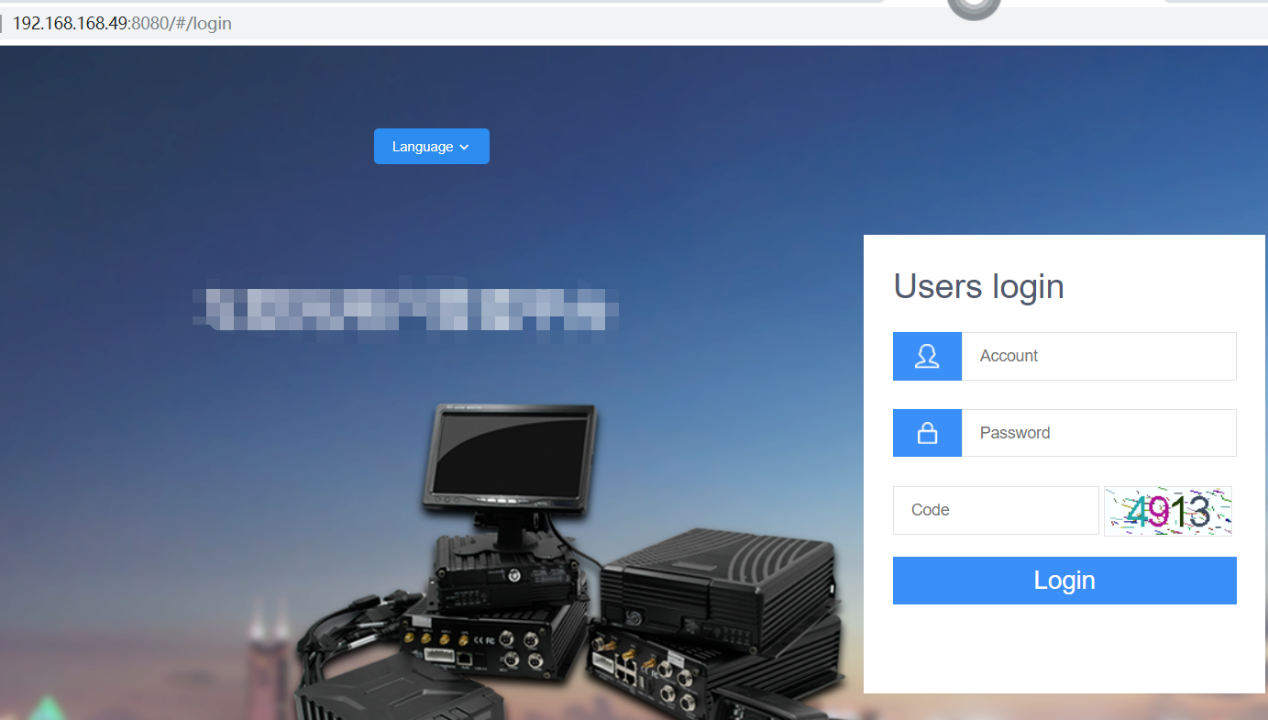 192.168.168.49:8080/#/login
Language
Users login
Account
Password
Code
4913
Login